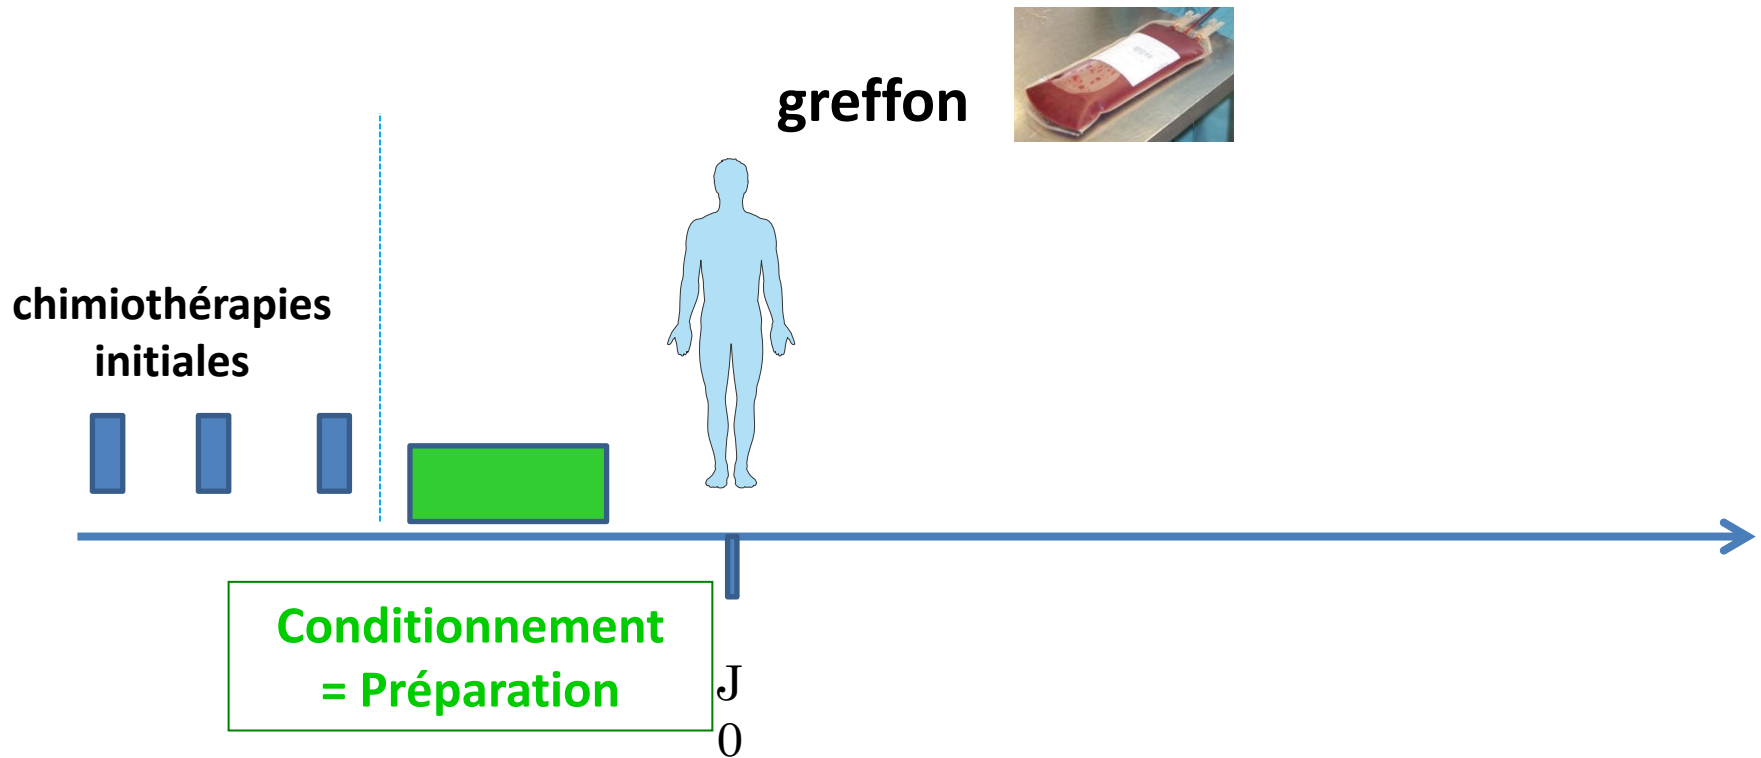 greffon
chimiothérapies
initiales
Conditionnement
= Préparation
J
0